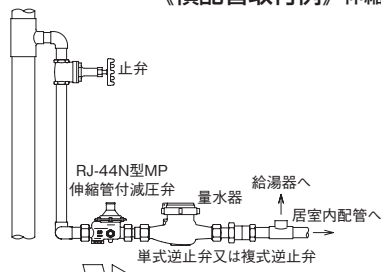 《横配管取付例》伸縮
止弁
RJ-44N型MP
伸縮管付減圧弁
量水器
給湯器へ
居室内配管へ
単式逆止弁又は複式逆止弁